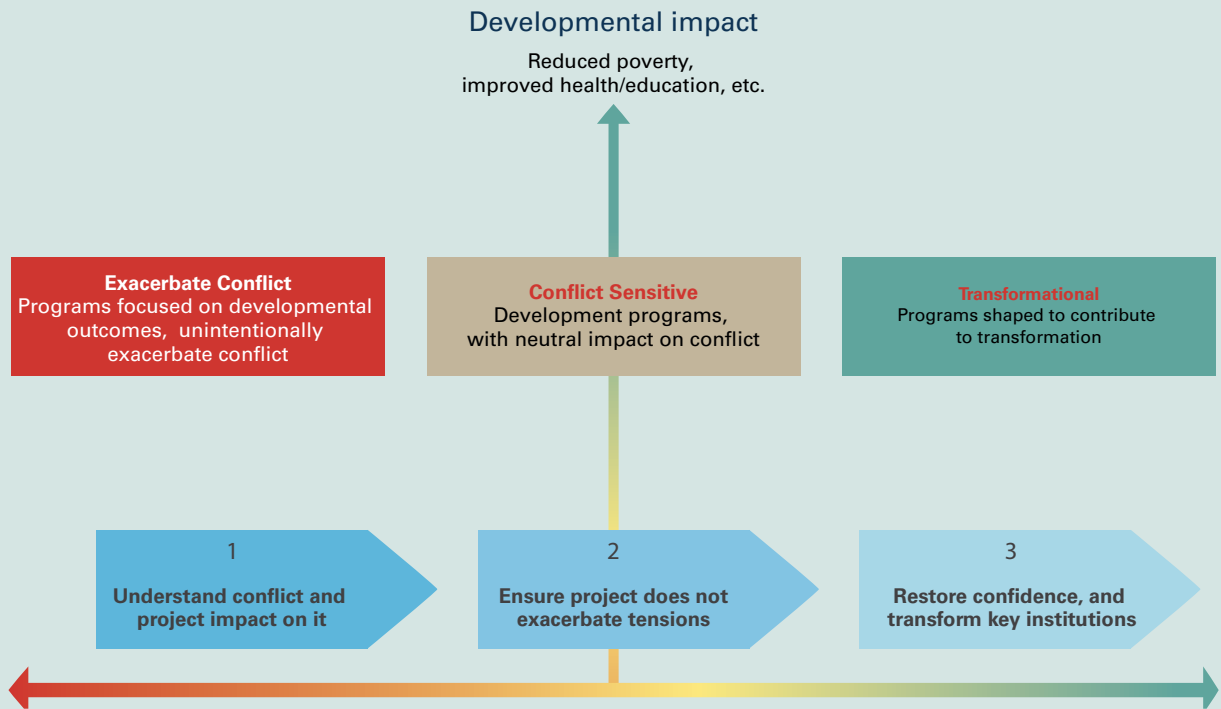 Developmental impact
Reduced poverty,
improved health/education, etc.
Exacerbate Conflict
Programs focused on developmental
outcomes, unintentionally
exacerbate conflict
Conflict Sensitive
Development programs,
with neutral impact on conflict
Transformational
Programs shaped to contribute
to transformation
1
Understand conflict and
project impact on it
2
Ensure project does not
exacerbate tensions
3
Restore confidence, and
transform key institutions